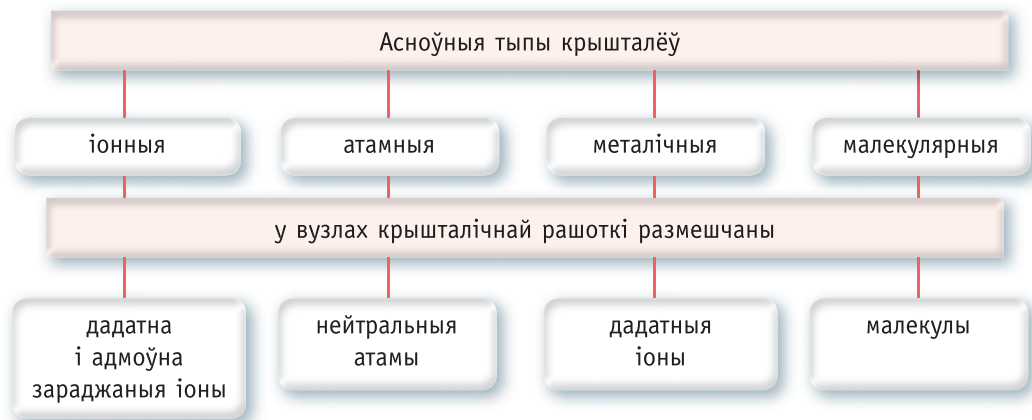 Асноўныя тыпы крышталёў
іонныя
атамныя
металічныя
малекулярныя
у вузлах крышталічнай рашоткі размешчаны
дадатна
і адмоўна
зараджаныя іоны
нейтральныя
атамы
дадатныя
іоны
малекулы